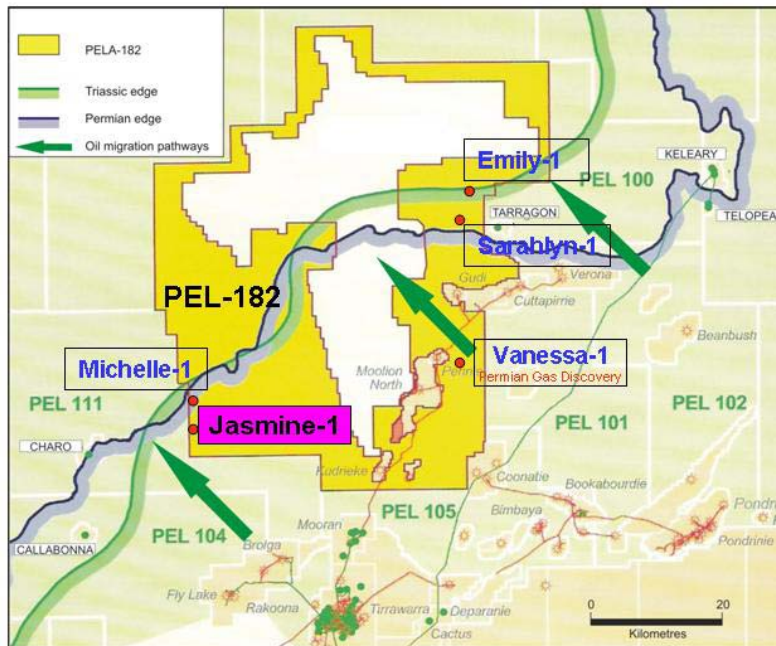 PELA-182
Triassic edge
Permian edge
Oil migration pathways
Emily-1
PEL 100
KELEARY
TARRAGON
TELOPEA
Sarahlyn-1
PEL-182
Gudi
Verona
Cuttapirrie
Beanbush
Michelle-1
Vanessa-1
Permian Gas Discovery
Moolion
North
PEL 111
Jasmine-1
PEL 101
PEL 102
CHARO
Kudrieke
Coonatie
PEL 105
Bookabourdie
Mooran
Bimbaya
PEL 104
Pondrinie
CALLABONNA
Brolga
Fly Lake
Rakoona
Tirrawarra
Deparanie
Cactus
0
20
Kilometres